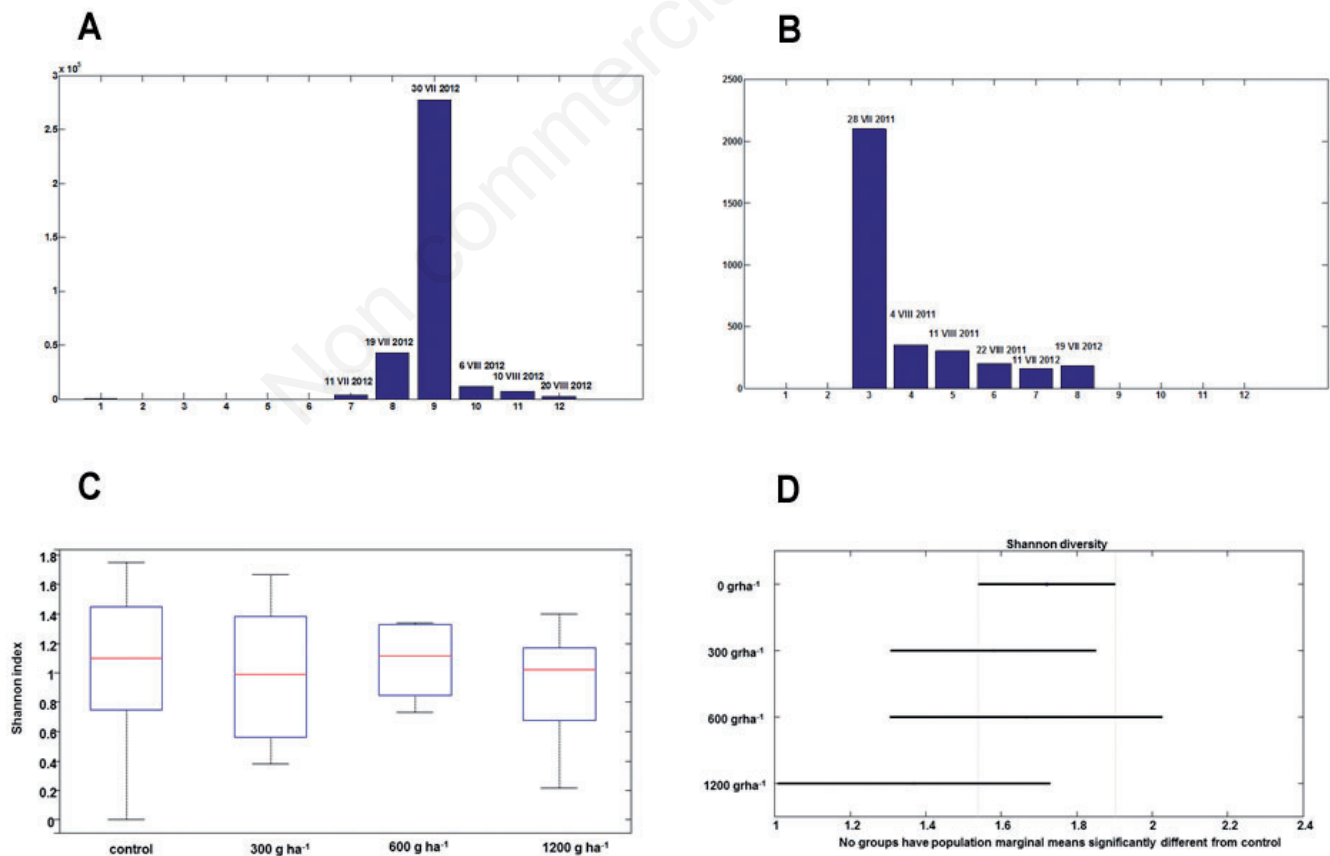 A
x 10
3
2.5
2
1.5
1
0.5
0
11 VII 2012
19 VII 2012
30 VII 2012
6 VIII 2012
10 VIII 2012
20 VIII 2012
1 2 3 4 5 6 7 8 9 10 11 12
B
2500
2000
1500
1000
500
0
28 VII 2011
4 VIII 2011
11 VIII 2011
22 VIII 2011
11 VII 2012
19 VII 2012
1 2 3 4 5 6 7 8 9 10 11 12
Non commercial
C
Shannon index
1.8
1.6
1.4
1.2
1
0.8
0.6
0.4
0.2
0
control 300 g ha⁻¹ 600 g ha⁻¹ 1200 g ha⁻¹
D
Shannon diversity
0 grha⁻¹
300 grha⁻¹
600 grha⁻¹
1200 grha⁻¹
1 1.2 1.4 1.6 1.8 2 2.2 2.4
No groups have population marginal means significantly different from control